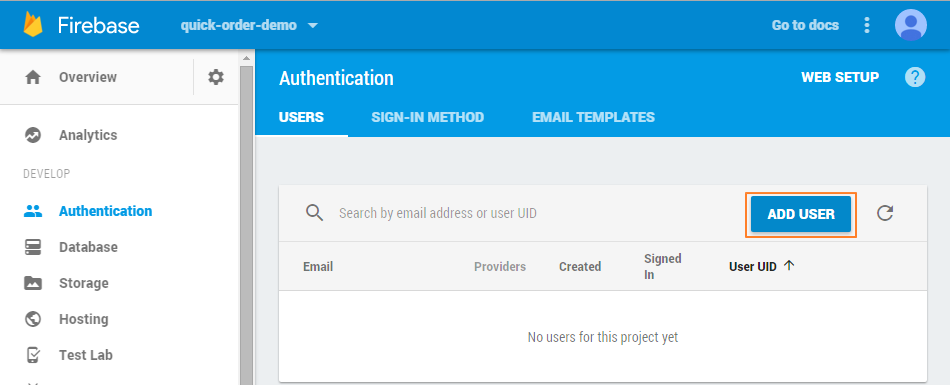 Firebase
quick-order-demo
Go to docs
Overview
Authentication
WEB SETUP
?
USERS
SIGN-IN METHOD
EMAIL TEMPLATES
Analytics
DEVELOP
Authentication
Database
Storage
Hosting
Test Lab
Search by email address or user UID
ADD USER
Email
Providers
Created
Signed
In
User UID
No users for this project yet